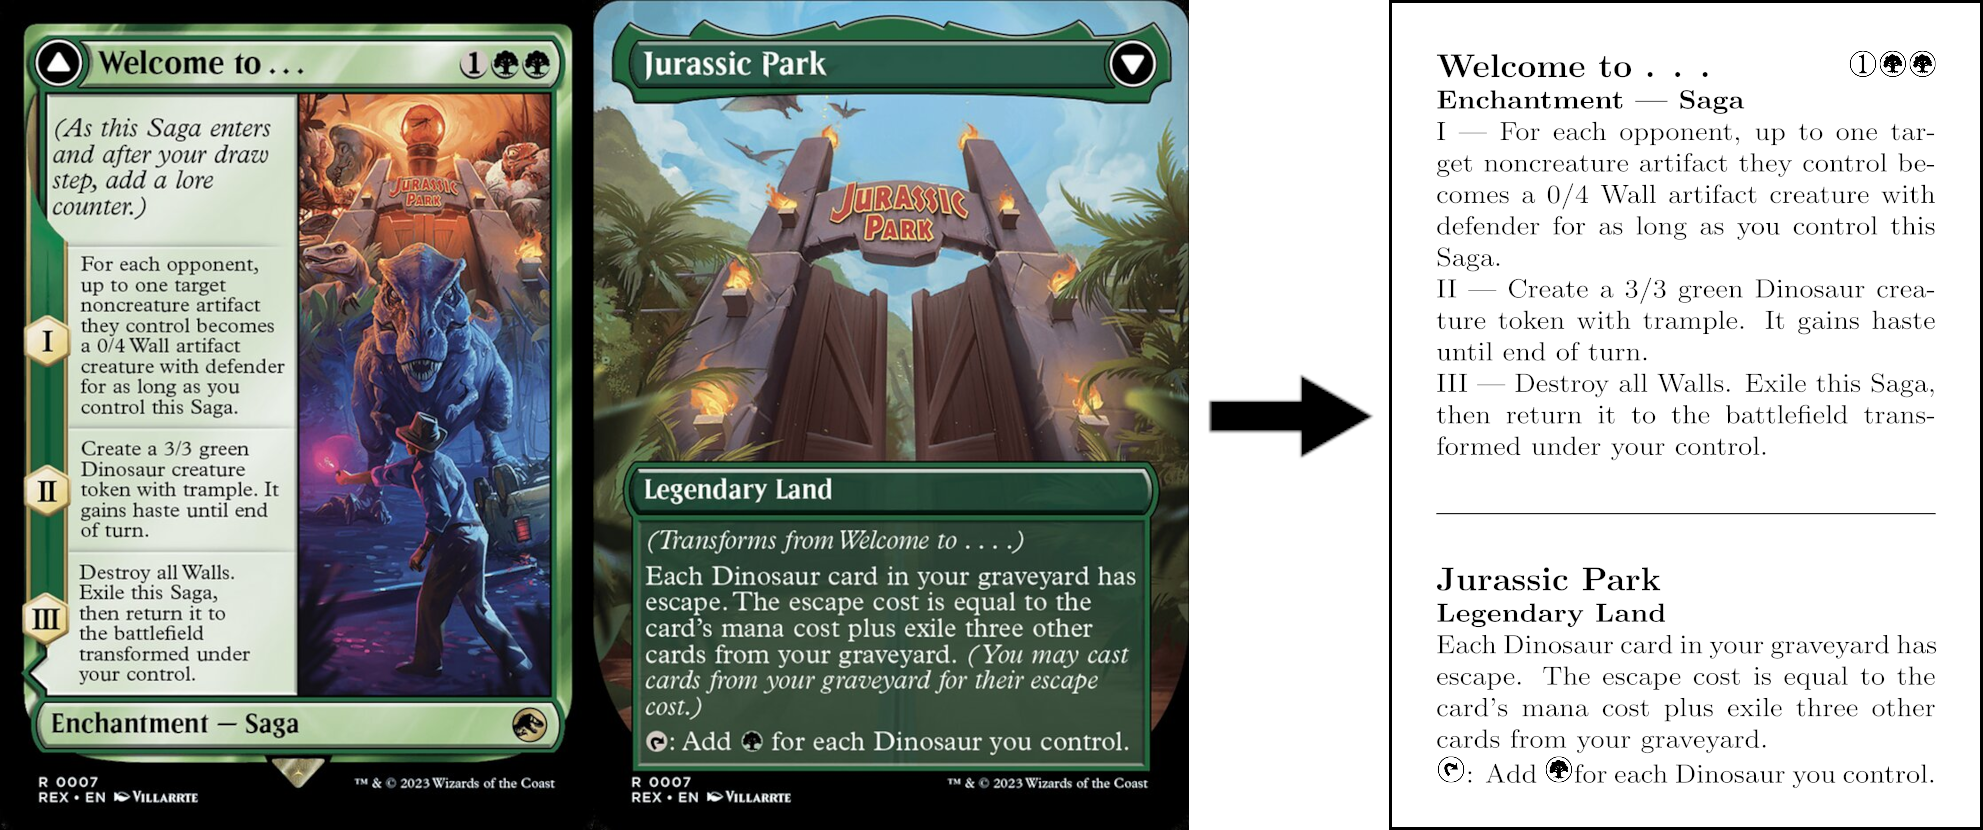 Welcome to . . .
1
(As this Saga enters
and after your draw
step, add a lore
counter.)
I
For each opponent,
up to one target
noncreature artifact
they control becomes
a 0/4 Wall artifact
creature with defender
for as long as you
control this Saga.
II
Create a 3/3 green
Dinosaur creature
token with trample. It
gains haste until end
of turn.
III
Destroy all Walls.
Exile this Saga,
then return it to
the battlefield
transformed under
your control.
JURASSIC
PARK
Enchantment — Saga
R 0007
REX • EN VILLARRTE
™ & © 2023 Wizards of the Coast
Jurassic Park
JURASSIC
PARK
Legendary Land
(Transforms from Welcome to . . . .)
Each Dinosaur card in your graveyard has
escape. The escape cost is equal to the
card's mana cost plus exile three other
cards from your graveyard. (You may cast
cards from your graveyard for their escape
cost.)
: Add for each Dinosaur you control.
R 0007
REX • EN VILLARRTE
™ & © 2023 Wizards of the Coast
Welcome to . . .
1
Enchantment — Saga
I — For each opponent, up to one tar-
get noncreature artifact they control be-
comes a 0/4 Wall artifact creature with
defender for as long as you control this
Saga.
II — Create a 3/3 green Dinosaur crea-
ture token with trample. It gains haste
until end of turn.
III — Destroy all Walls. Exile this Saga,
then return it to the battlefield trans-
formed under your control.
Jurassic Park
Legendary Land
Each Dinosaur card in your graveyard has
escape. The escape cost is equal to the
card's mana cost plus exile three other
cards from your graveyard.
: Add for each Dinosaur you control.